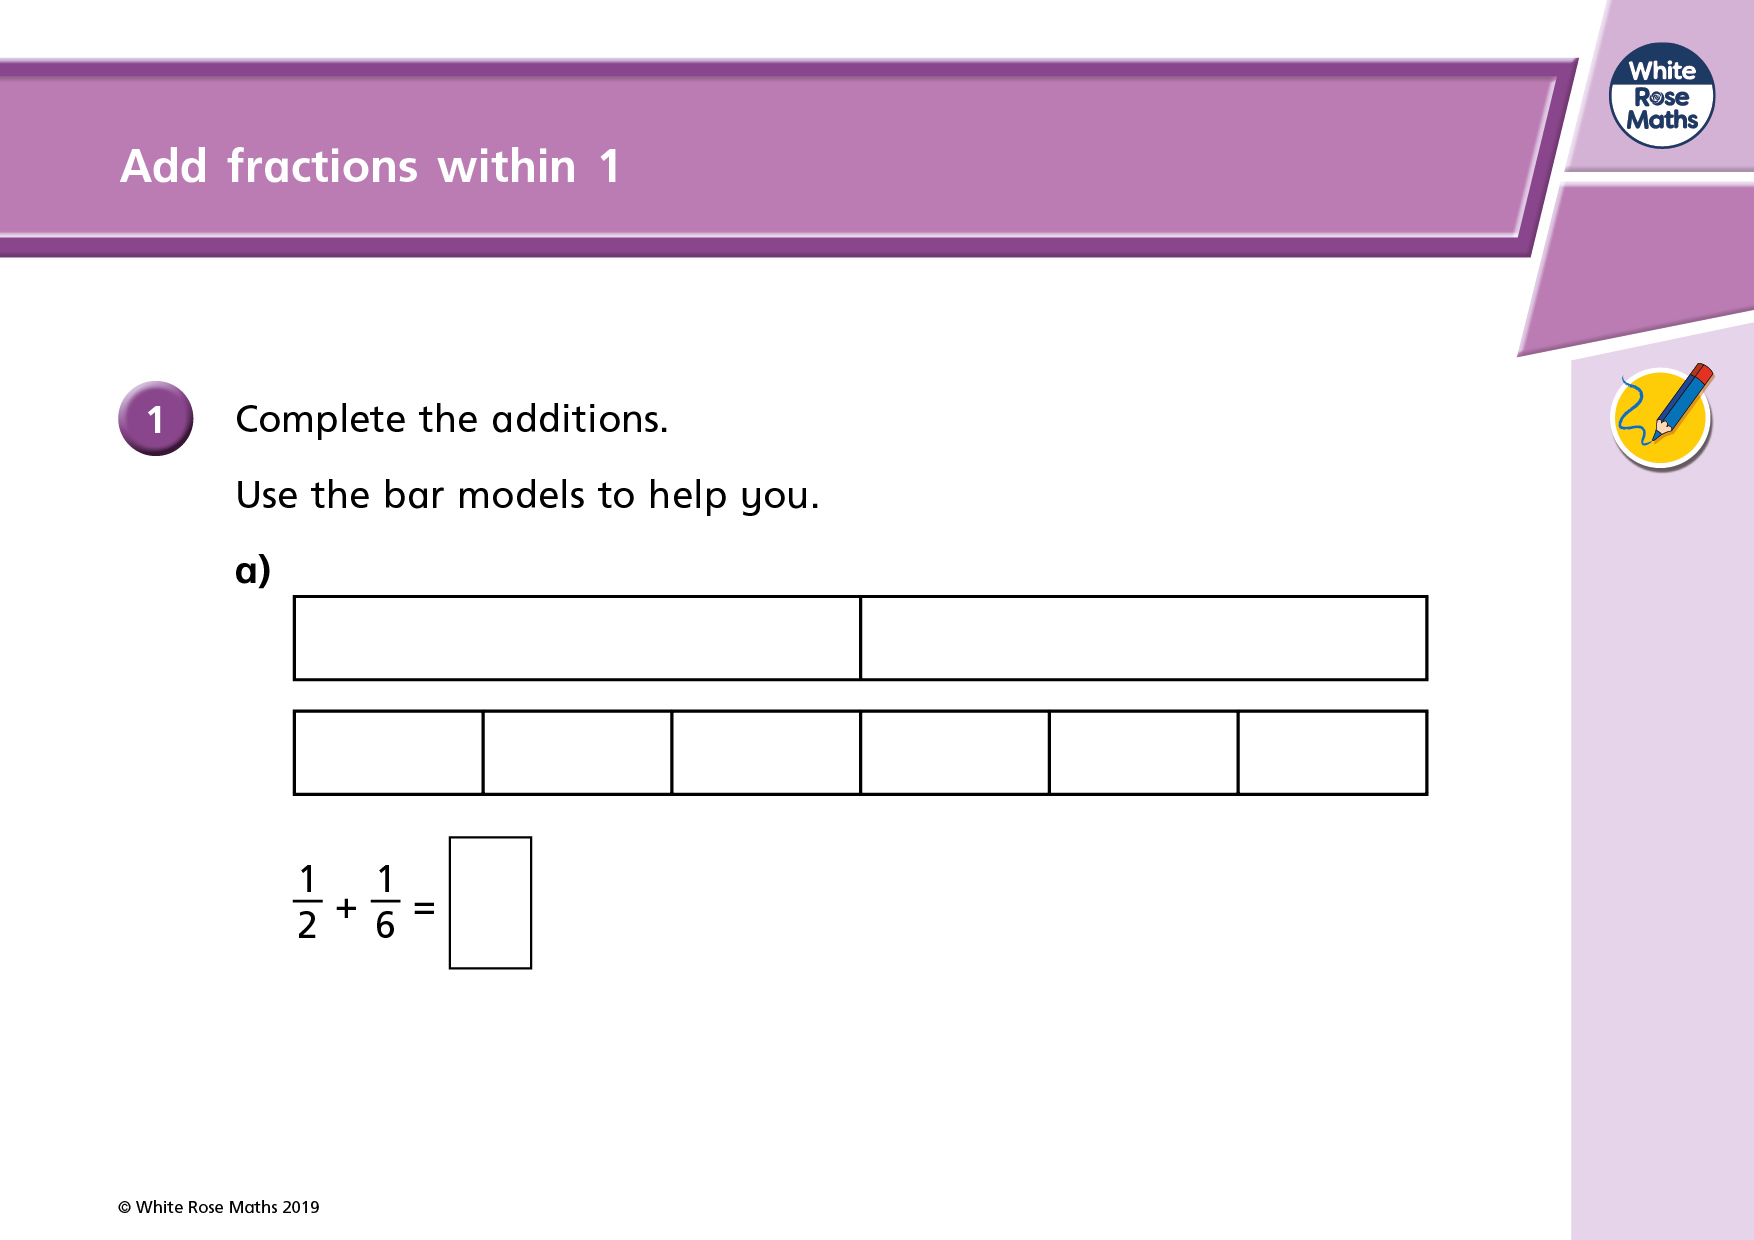 White
Rose
Maths
Add fractions within 1
1 Complete the additions.
Use the bar models to help you.
a)
1/2 + 1/6 =
© White Rose Maths 2019